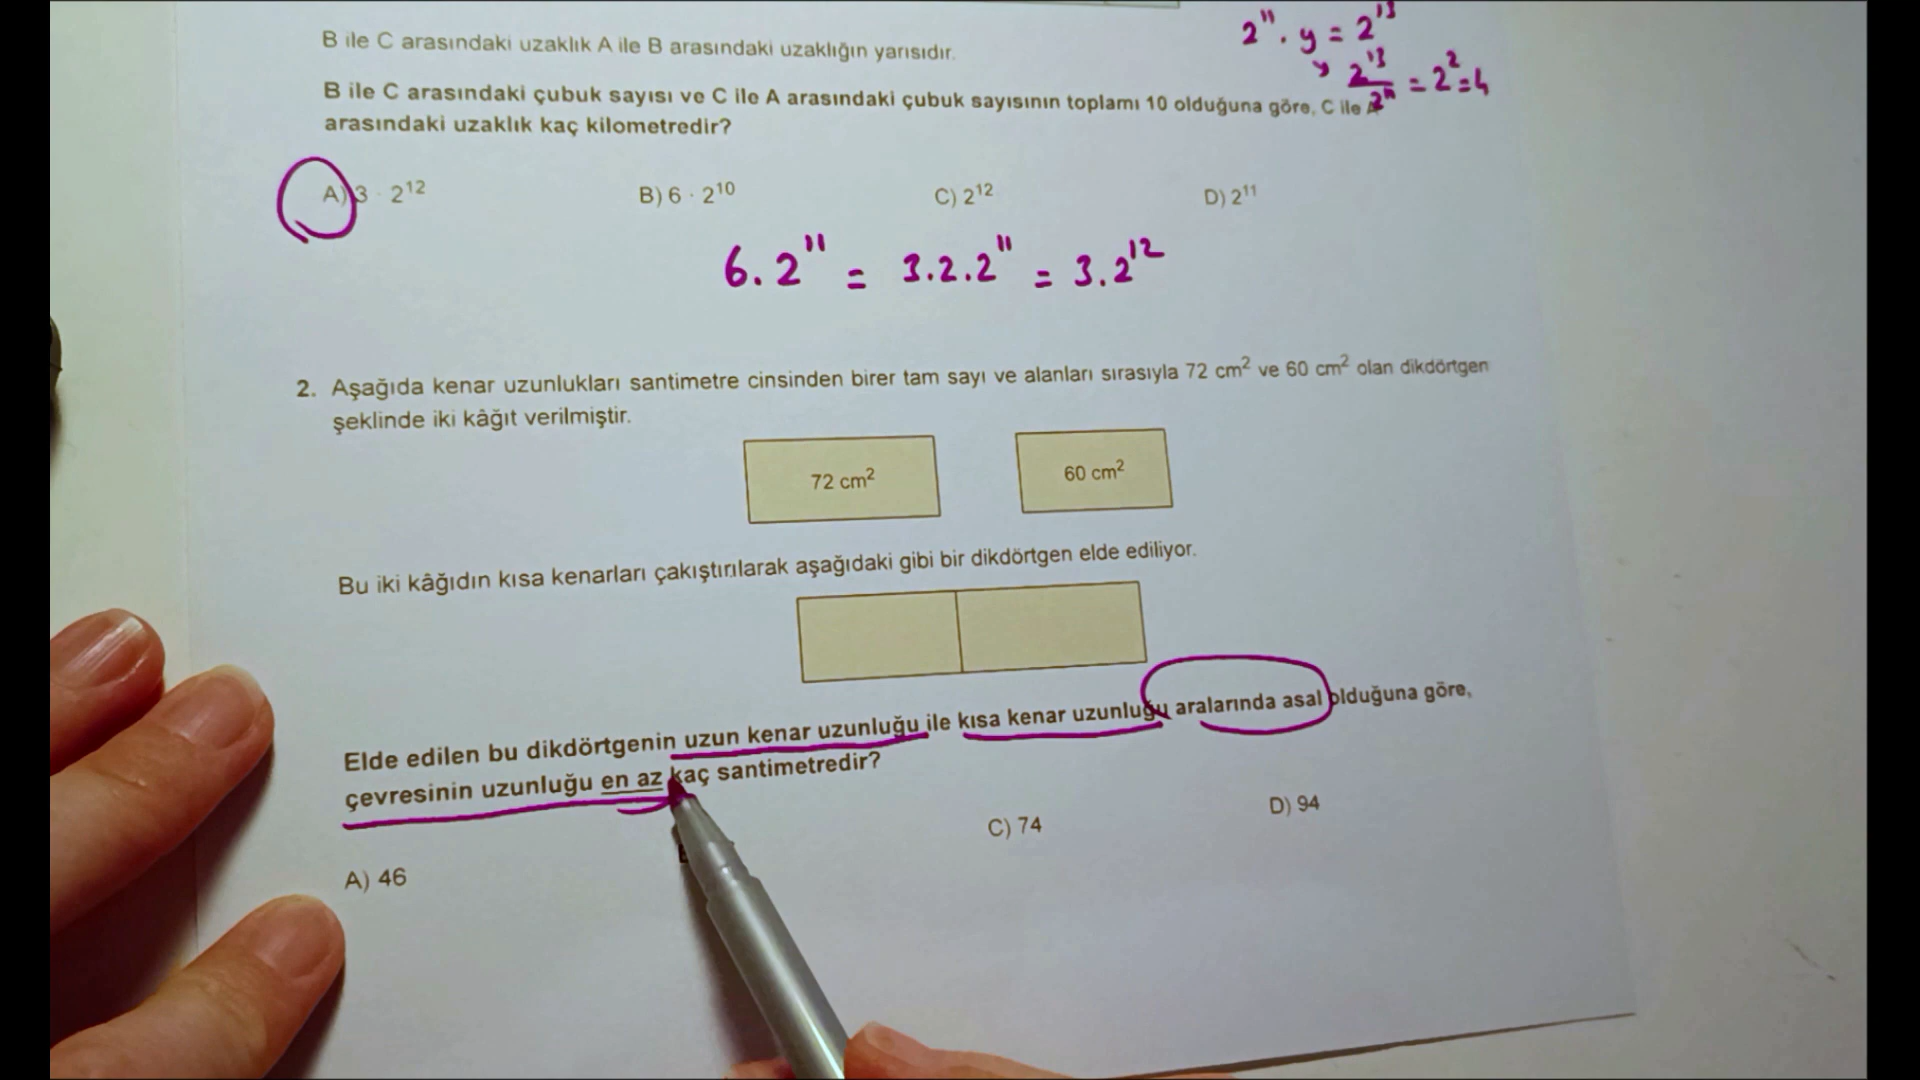 2¹¹ . y = 2¹³
y 2¹³/2¹¹ = 2² = 4
B ile C arasındaki uzaklık A ile B arasındaki uzaklığın yarısıdır.
B ile C arasındaki çubuk sayısı ve C ile A arasındaki çubuk sayısının toplamı 10 olduğuna göre, C ile A
arasındaki uzaklık kaç kilometredir?
A) 3 · 2¹² B) 6 · 2¹⁰ C) 2¹² D) 2¹¹
6.2¹¹ = 3.2.2¹¹ = 3.2¹²
2. Aşağıda kenar uzunlukları santimetre cinsinden birer tam sayı ve alanları sırasıyla 72 cm² ve 60 cm² olan dikdörtgen
şeklinde iki kâğıt verilmiştir.
72 cm² 60 cm²
Bu iki kâğıdın kısa kenarları çakıştırılarak aşağıdaki gibi bir dikdörtgen elde ediliyor.
Elde edilen bu dikdörtgenin uzun kenar uzunluğu ile kısa kenar uzunluğu aralarında asal olduğuna göre,
çevresinin uzunluğu en az kaç santimetredir?
A) 46 C) 74 D) 94